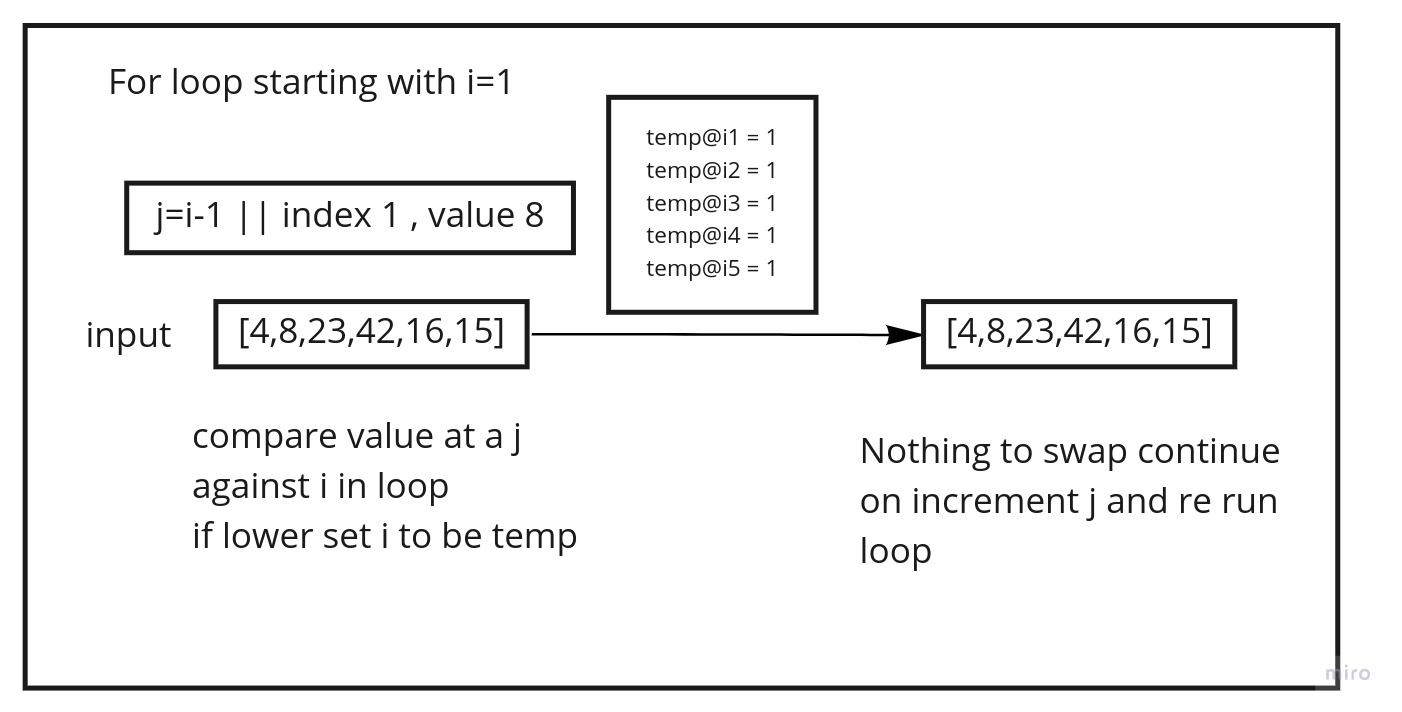 For loop starting with i=1
temp@i1 = 1
temp@i2 = 1
temp@i3 = 1
temp@i4 = 1
temp@i5 = 1
j=i-1 || index 1 , value 8
input
[4,8,23,42,16,15]
[4,8,23,42,16,15]
compare value at a j
against i in loop
if lower set i to be temp
Nothing to swap continue
on increment j and re run
loop
miro